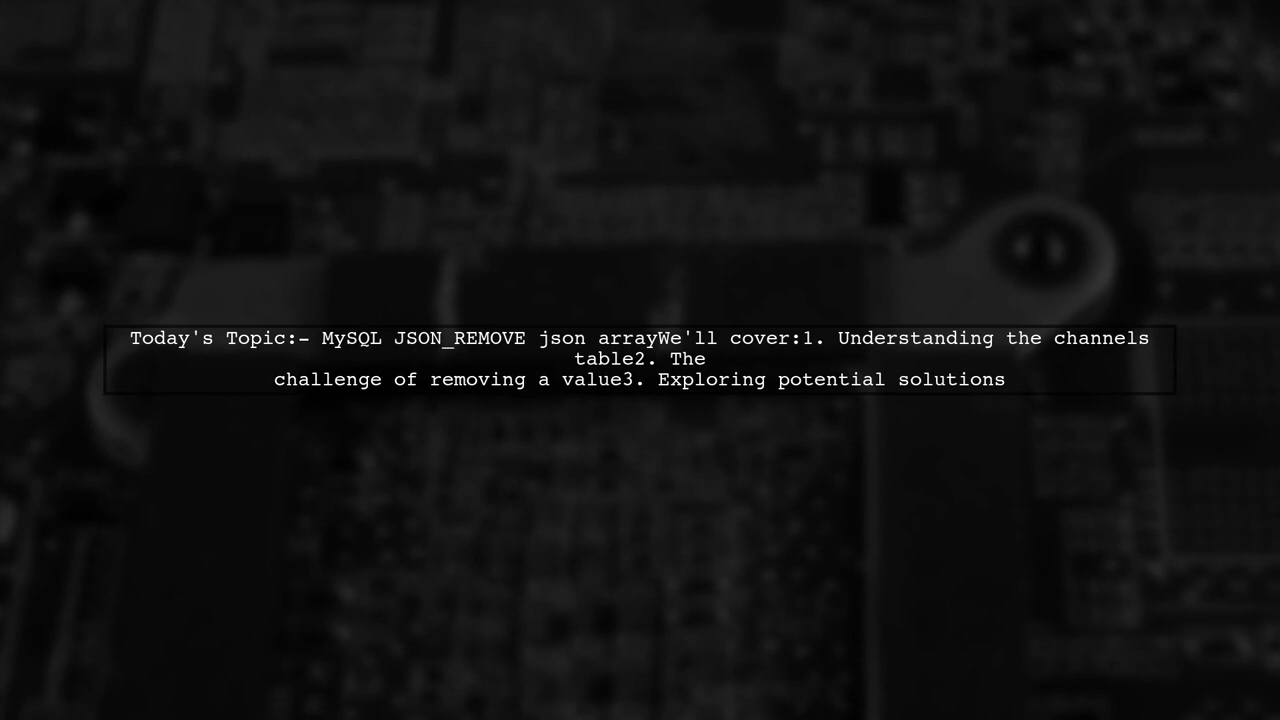 Today's Topic:- MySQL JSON_REMOVE json arrayWe'll cover:1. Understanding the channels
table2. The
challenge of removing a value3. Exploring potential solutions